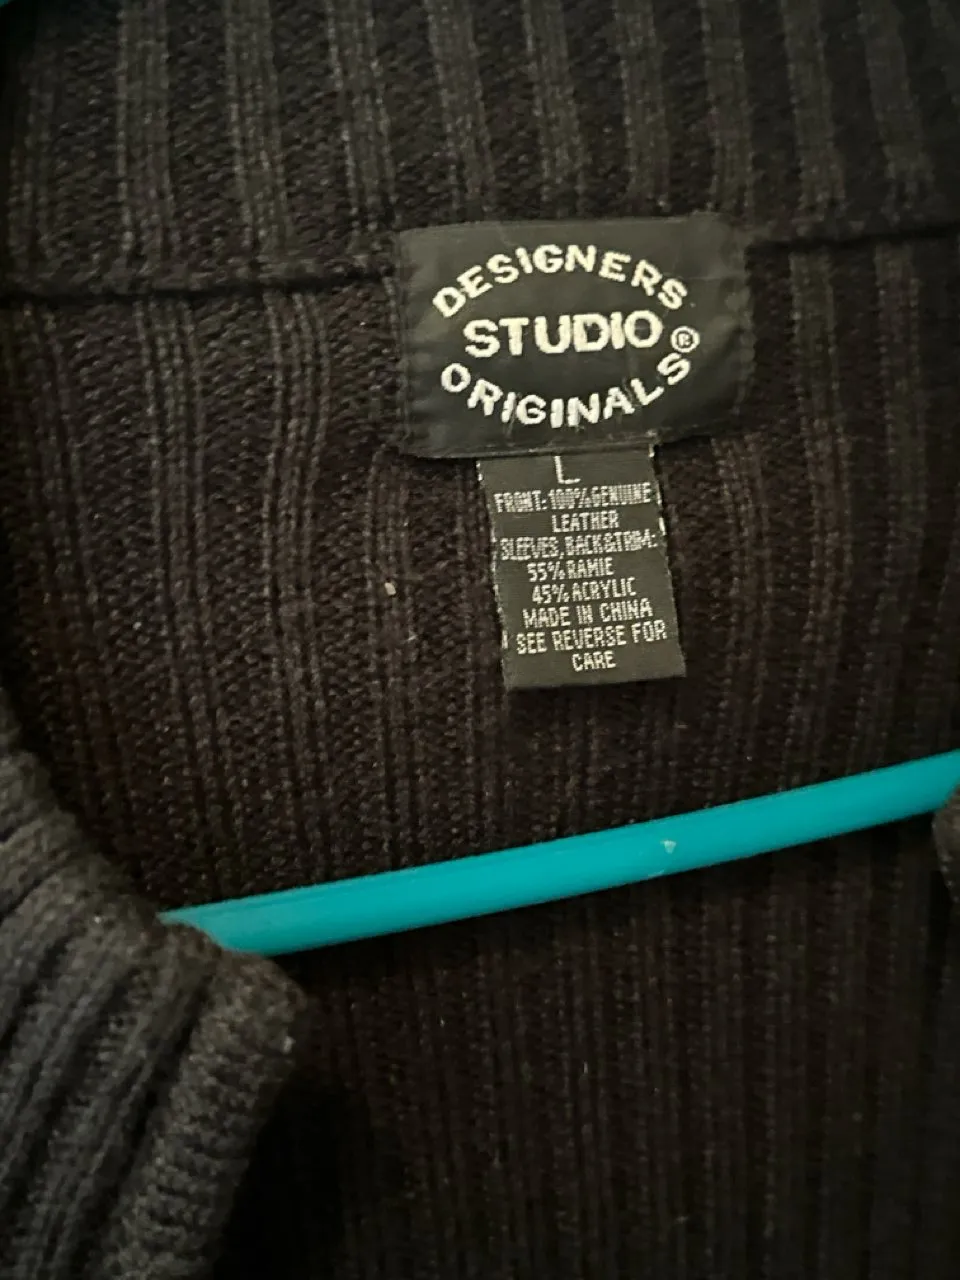 DESIGNERS
STUDIO®
ORIGINALS
L
FRONT: 100% GENUINE
LEATHER
SLEEVES, BACK & TRIM:
55% RAMIE
45% ACRYLIC
MADE IN CHINA
SEE REVERSE FOR
CARE